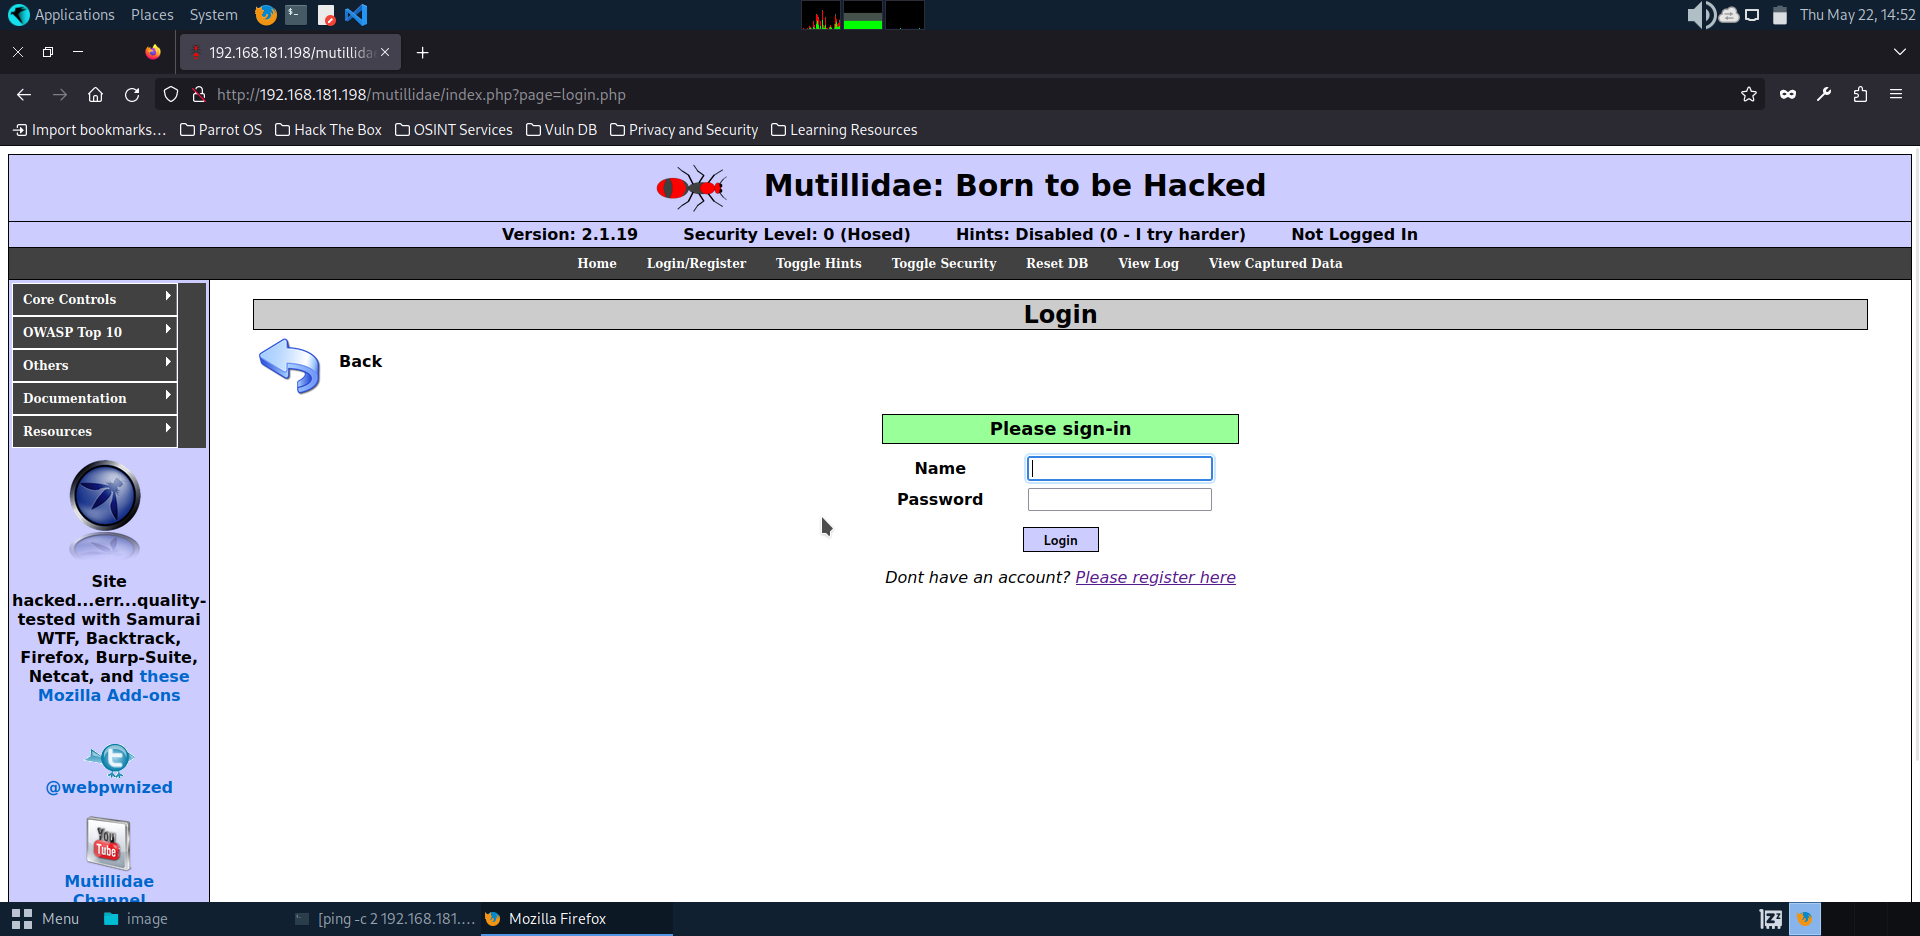 Applications Places System
Thu May 22, 14:52
192.168.181.198/mutillida
http://192.168.181.198/mutillidae/index.php?page=login.php
Import bookmarks... Parrot OS Hack The Box OSINT Services Vuln DB Privacy and Security Learning Resources
Mutillidae: Born to be Hacked
Version: 2.1.19 Security Level: 0 (Hosed) Hints: Disabled (0 - I try harder) Not Logged In
Home Login/Register Toggle Hints Toggle Security Reset DB View Log View Captured Data
Core Controls
OWASP Top 10
Others
Documentation
Resources
Login
Back
Please sign-in
Name
Password
Login
Dont have an account? Please register here
Site
hacked...err...quality-
tested with Samurai
WTF, Backtrack,
Firefox, Burp-Suite,
Netcat, and these
Mozilla Add-ons
@webpwnized
You
Tube
Mutillidae
Channel
Menu image [ping -c 2 192.168.181.... Mozilla Firefox